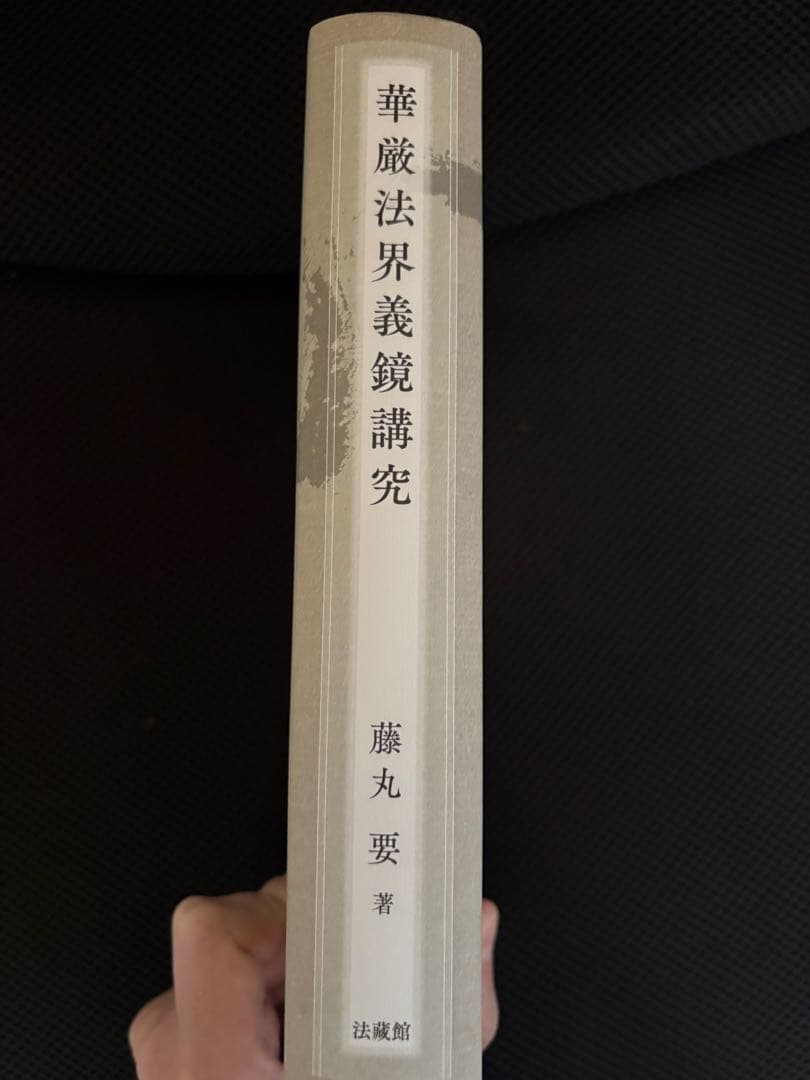 華厳法界義鏡講究
藤丸 要 著
法藏館